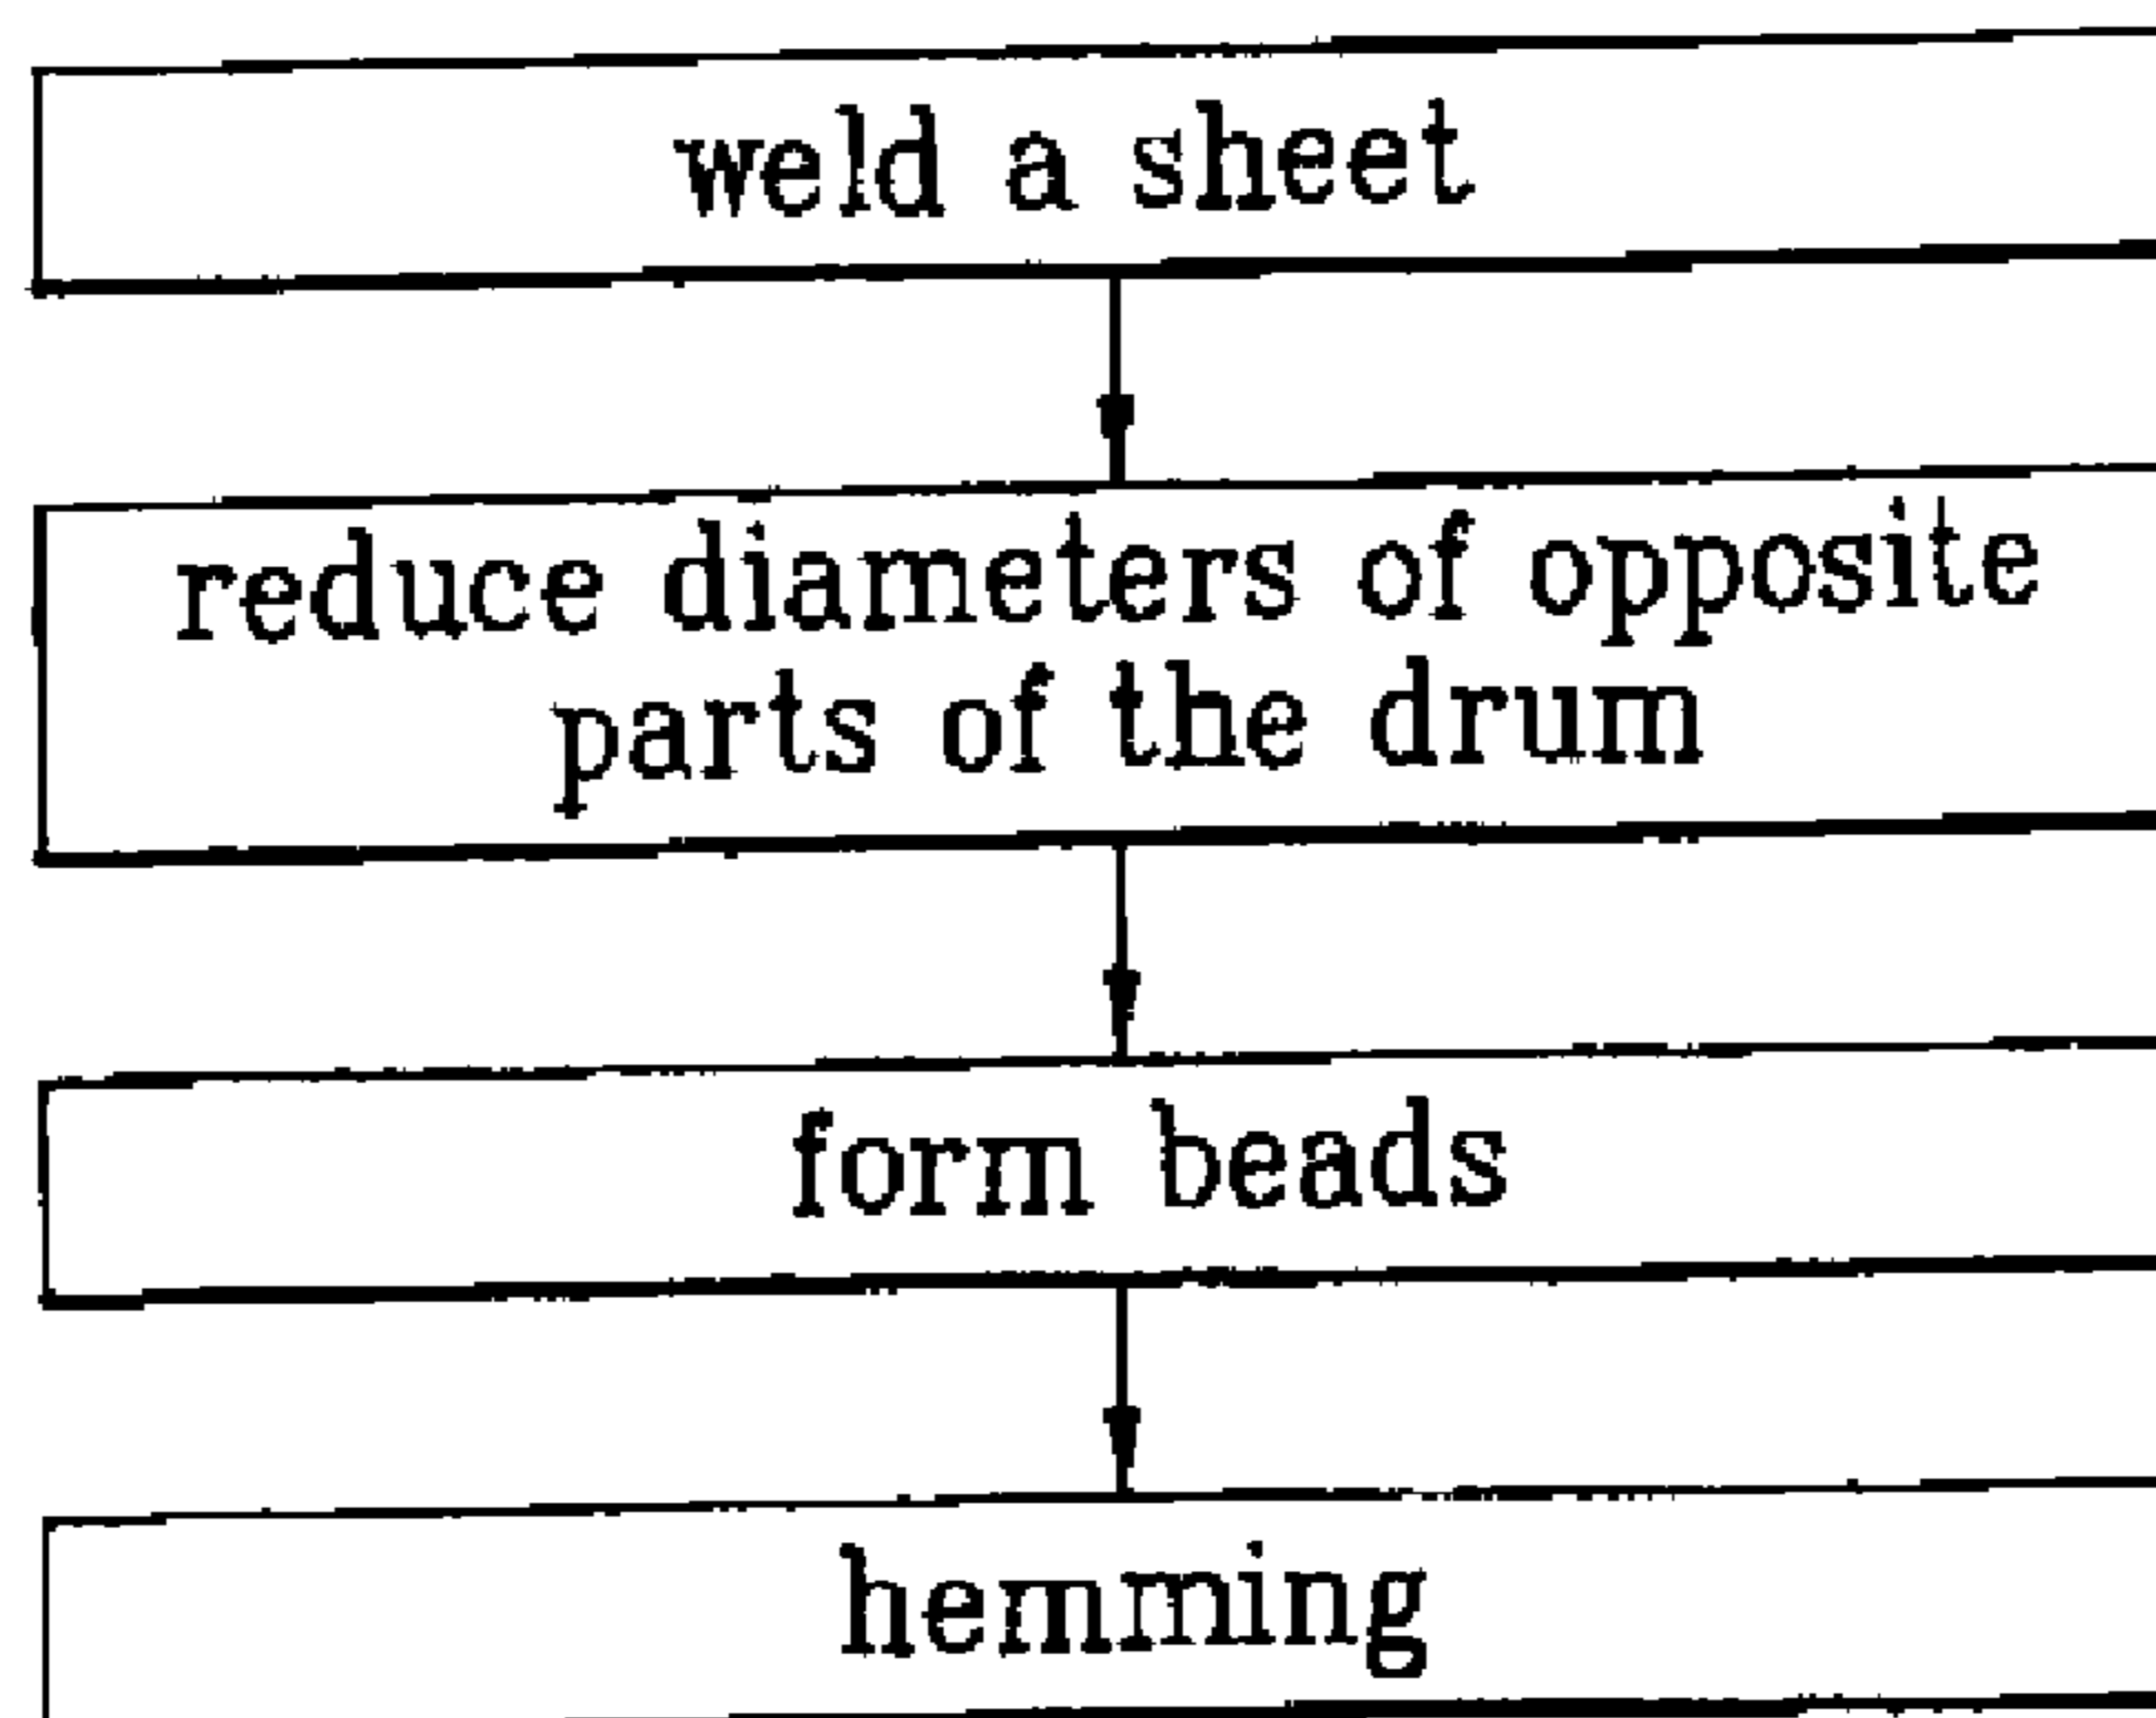 weld a sheet
reduce diameters of opposite
parts of the drum
form beads
hemming